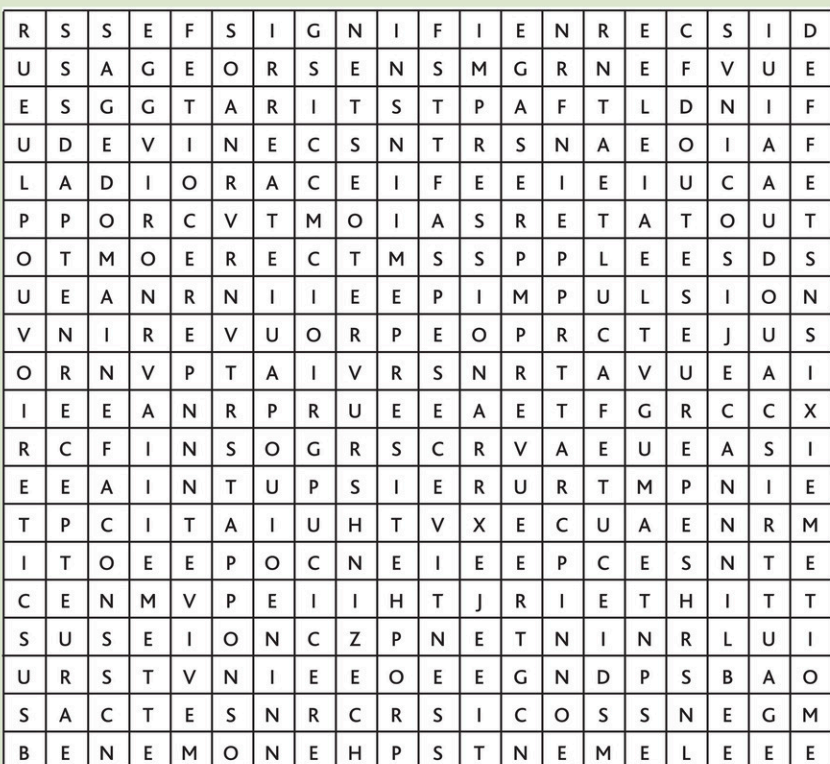 R S S E F S I G N I F I E N R E C S I D
U S A G E O R S E N S M G R N E F V U E
E S G G T A R I T S T P A F T L D N I F
U D E V I N E C S N T R S N A E O I A F
L A D I O R A C E I F E E I E I U C A E
P P O R C V T M O I A S R E T A T O U T
O T M O E R E C T M S S P P L E E S D S
U E A N R N I I E E P I M P U L S I O N
V N I R E V U O R P E O P R C T E J U S
O R N V P T A I V R S N R T A V U E A I
I E E A N R P R U E E A E T F G R C C X
R C F I N S O G R S C R V A E U E A S I
E E A I N T U P S I E R U R T M P N I E
T P C I T A I U H T V X E C U A E N R M
I T O E E P O C N E I E E P C E S N T E
C E N M V P E I I H T J R I E T H I T T
S U S E I O N C Z P N E T N I N R L U I
U R S T V N I E E O E E G N D P S B A O
S A C T E S N R C R S I C O S S N E G M
B E N E M O N E H P S T N E M E L E E E